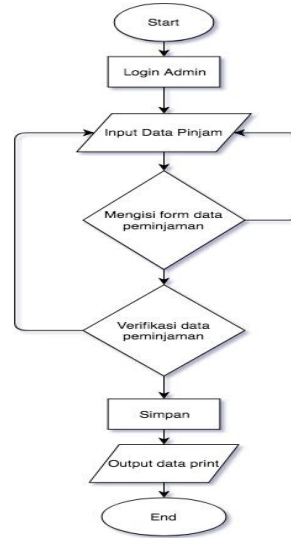 Start
Login Admin
Input Data Pinjam
Mengisi form data
peminjaman
Verifikasi data
peminjaman
Simpan
Output data print
End